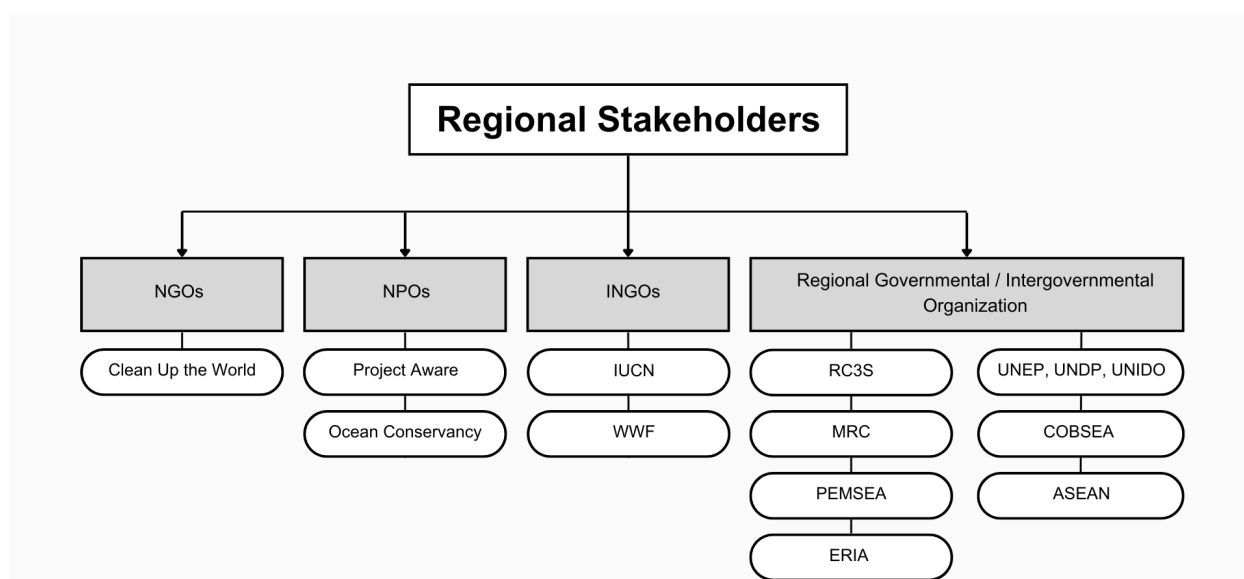 Regional Stakeholders
NGOs
NPOs
INGOs
Regional Governmental / Intergovernmental
Organization
Clean Up the World
Project Aware
IUCN
RC3S
UNEP, UNDP, UNIDO
Ocean Conservancy
WWF
MRC
COBSEA
PEMSEA
ASEAN
ERIA